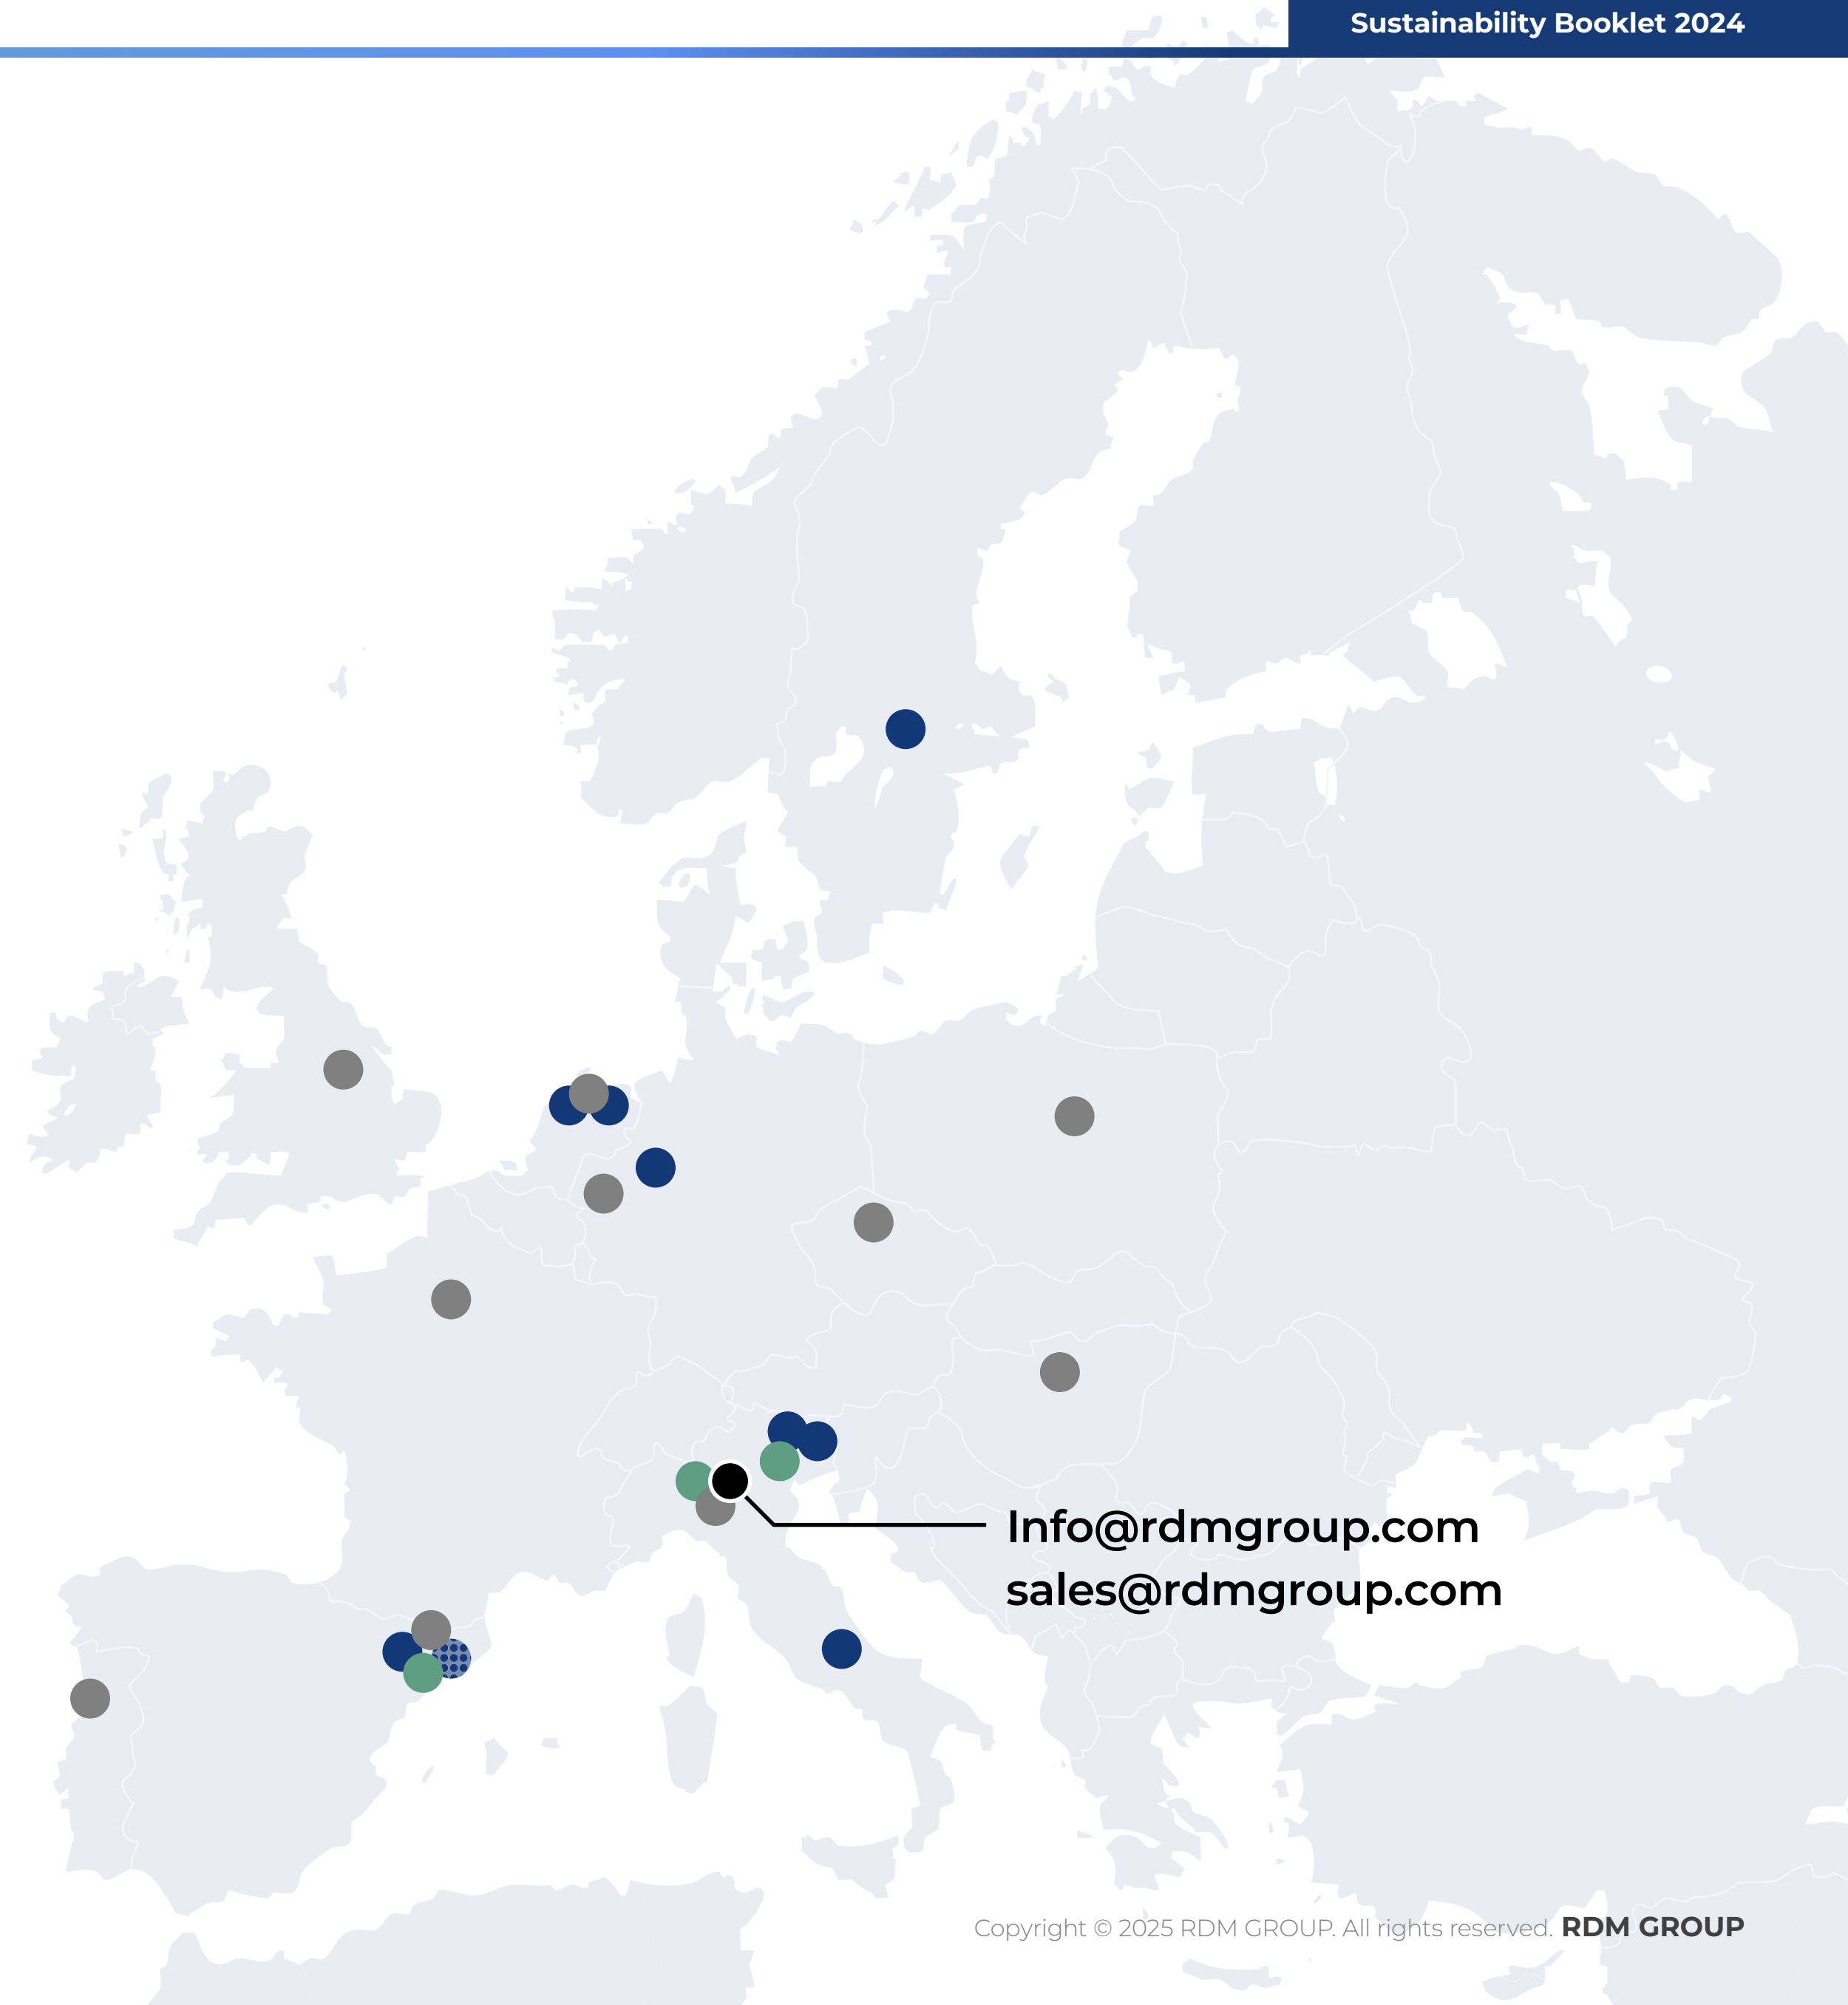 Sustainability Booklet 2024
Info@rdmgroup.com
sales@rdmgroup.com
Copyright © 2025 RDM GROUP. All rights reserved. RDM GROUP